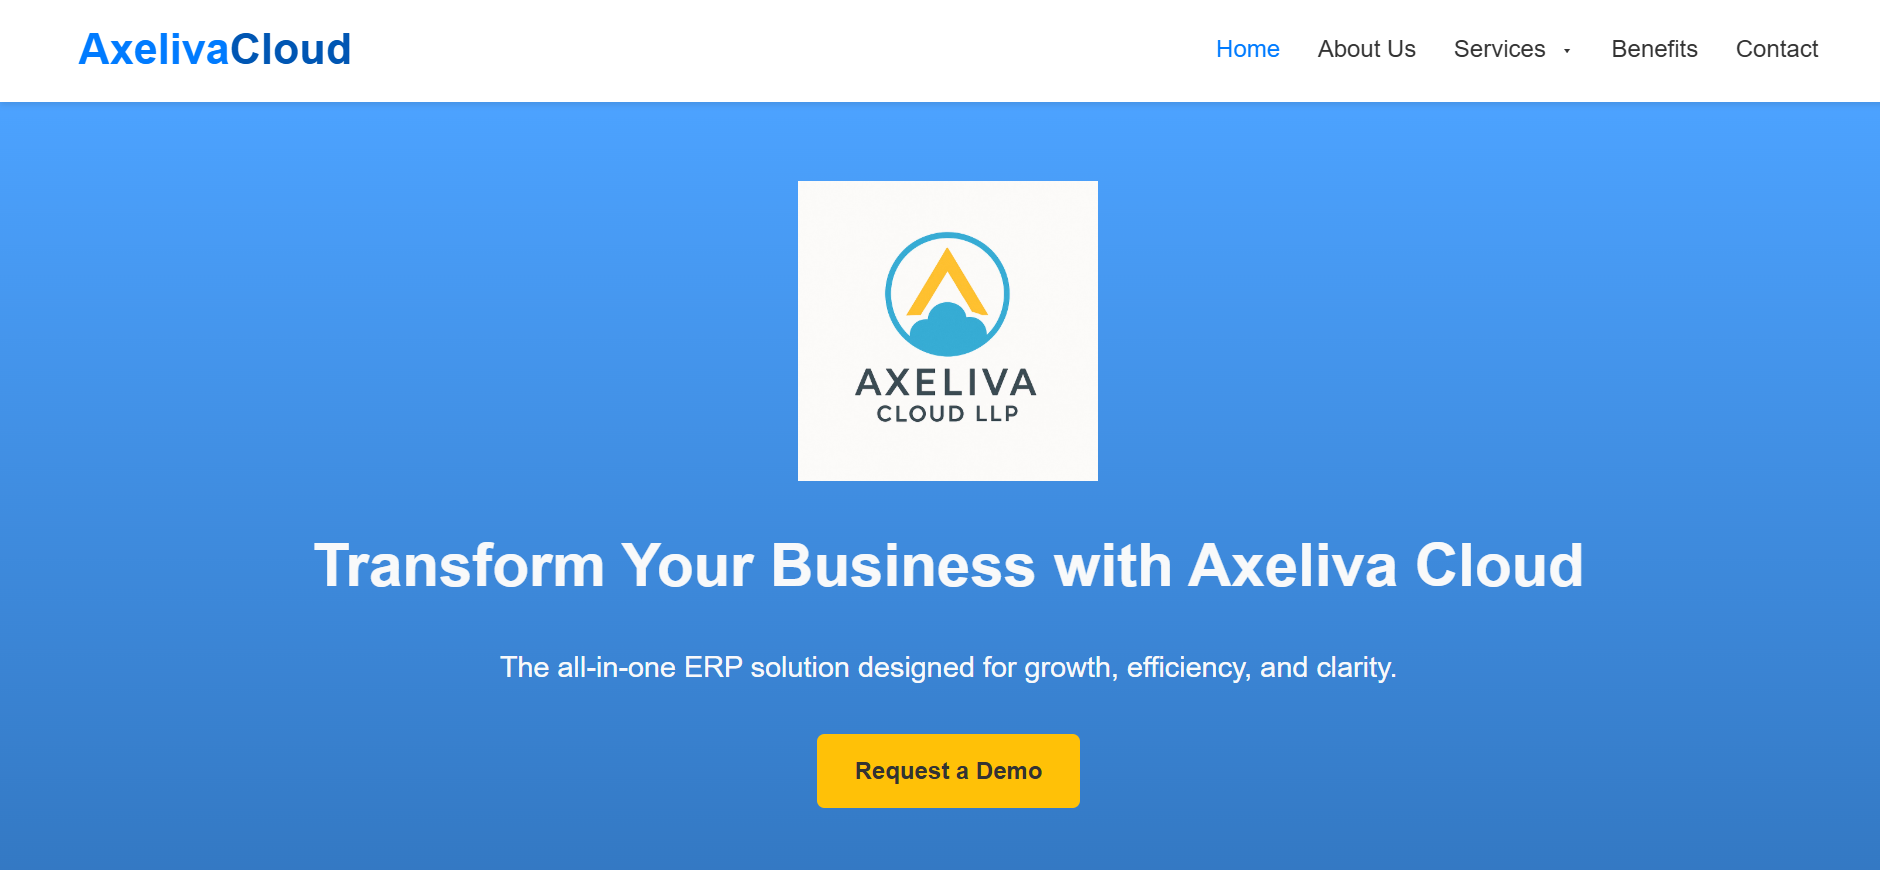 AxelivaCloud
Home About Us Services Benefits Contact
AXELIVA
CLOUD LLP
Transform Your Business with Axeliva Cloud
The all-in-one ERP solution designed for growth, efficiency, and clarity.
Request a Demo